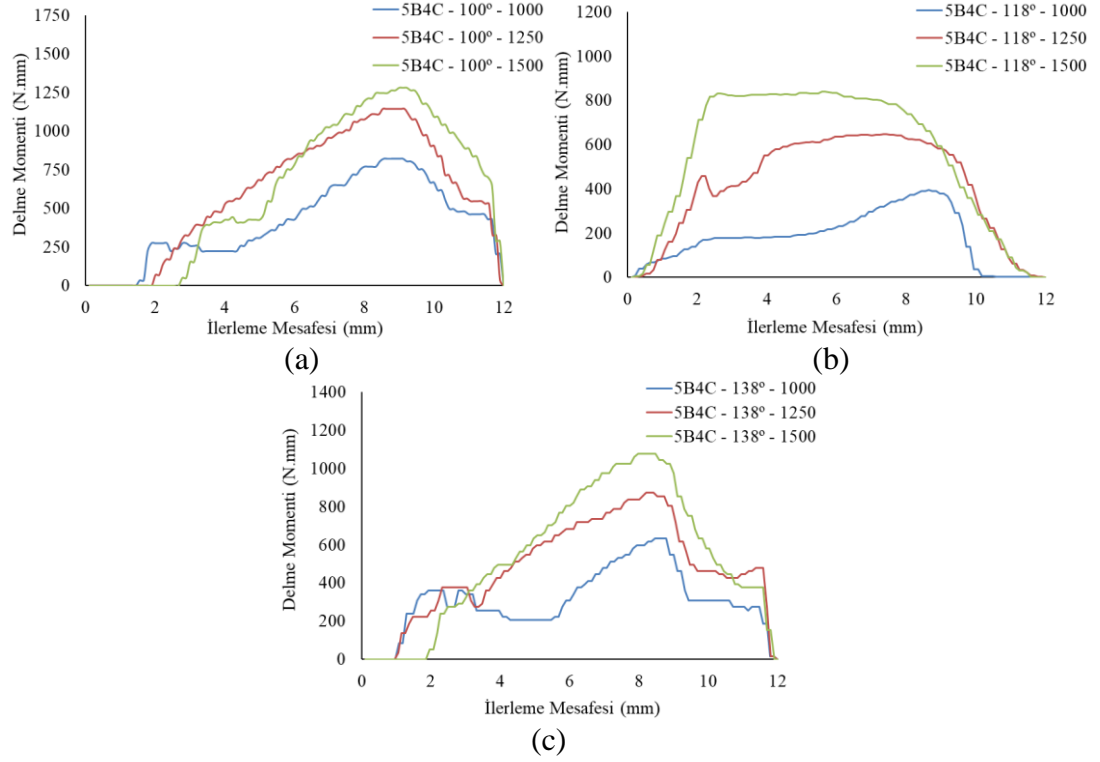 5B4C - 100º - 1000
5B4C - 100º - 1250
5B4C - 100º - 1500
Delme Momenti (N.mm)
1750
1500
1250
1000
750
500
250
0
0 2 4 6 8 10 12
İlerleme Mesafesi (mm)
(a)
5B4C - 118º - 1000
5B4C - 118º - 1250
5B4C - 118º - 1500
Delme Momenti (N.mm)
1200
1000
800
600
400
200
0
0 2 4 6 8 10 12
İlerleme Mesafesi (mm)
(b)
5B4C - 138º - 1000
5B4C - 138º - 1250
5B4C - 138º - 1500
Delme Momenti (N.mm)
1400
1200
1000
800
600
400
200
0
0 2 4 6 8 10 12
İlerleme Mesafesi (mm)
(c)